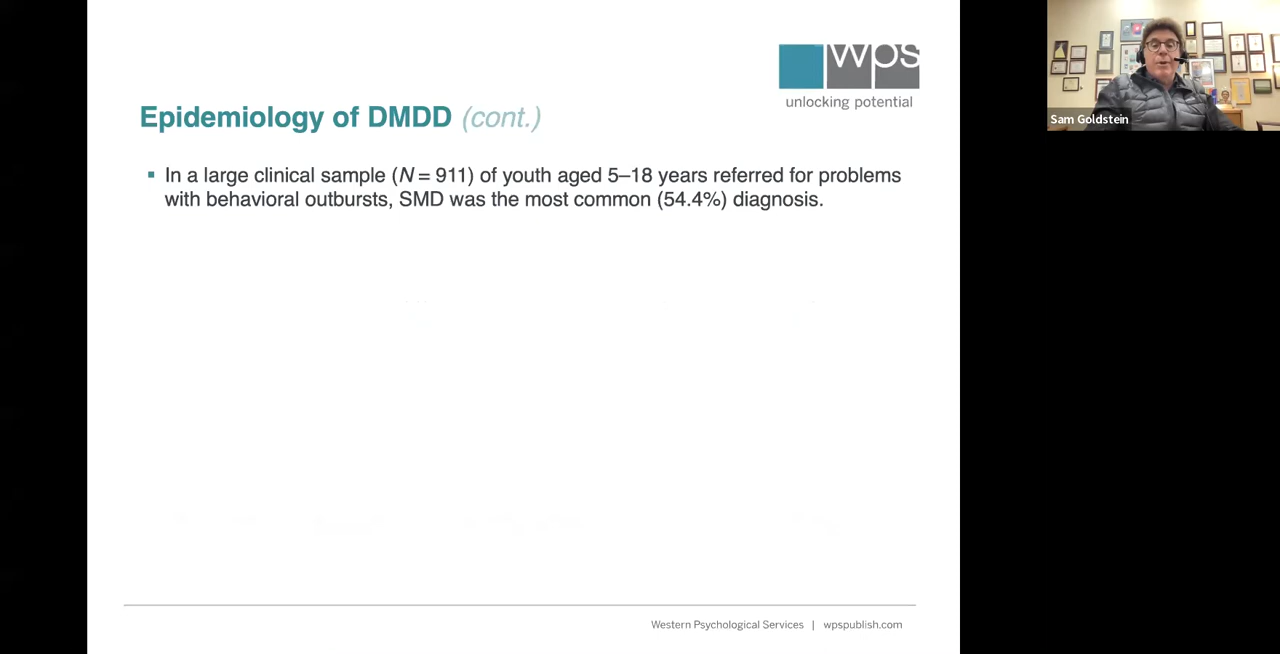 wps
unlocking potential
Epidemiology of DMDD (cont.)
▪ In a large clinical sample (N = 911) of youth aged 5–18 years referred for problems
with behavioral outbursts, SMD was the most common (54.4%) diagnosis.
Western Psychological Services | wpspublish.com
Sam Goldstein